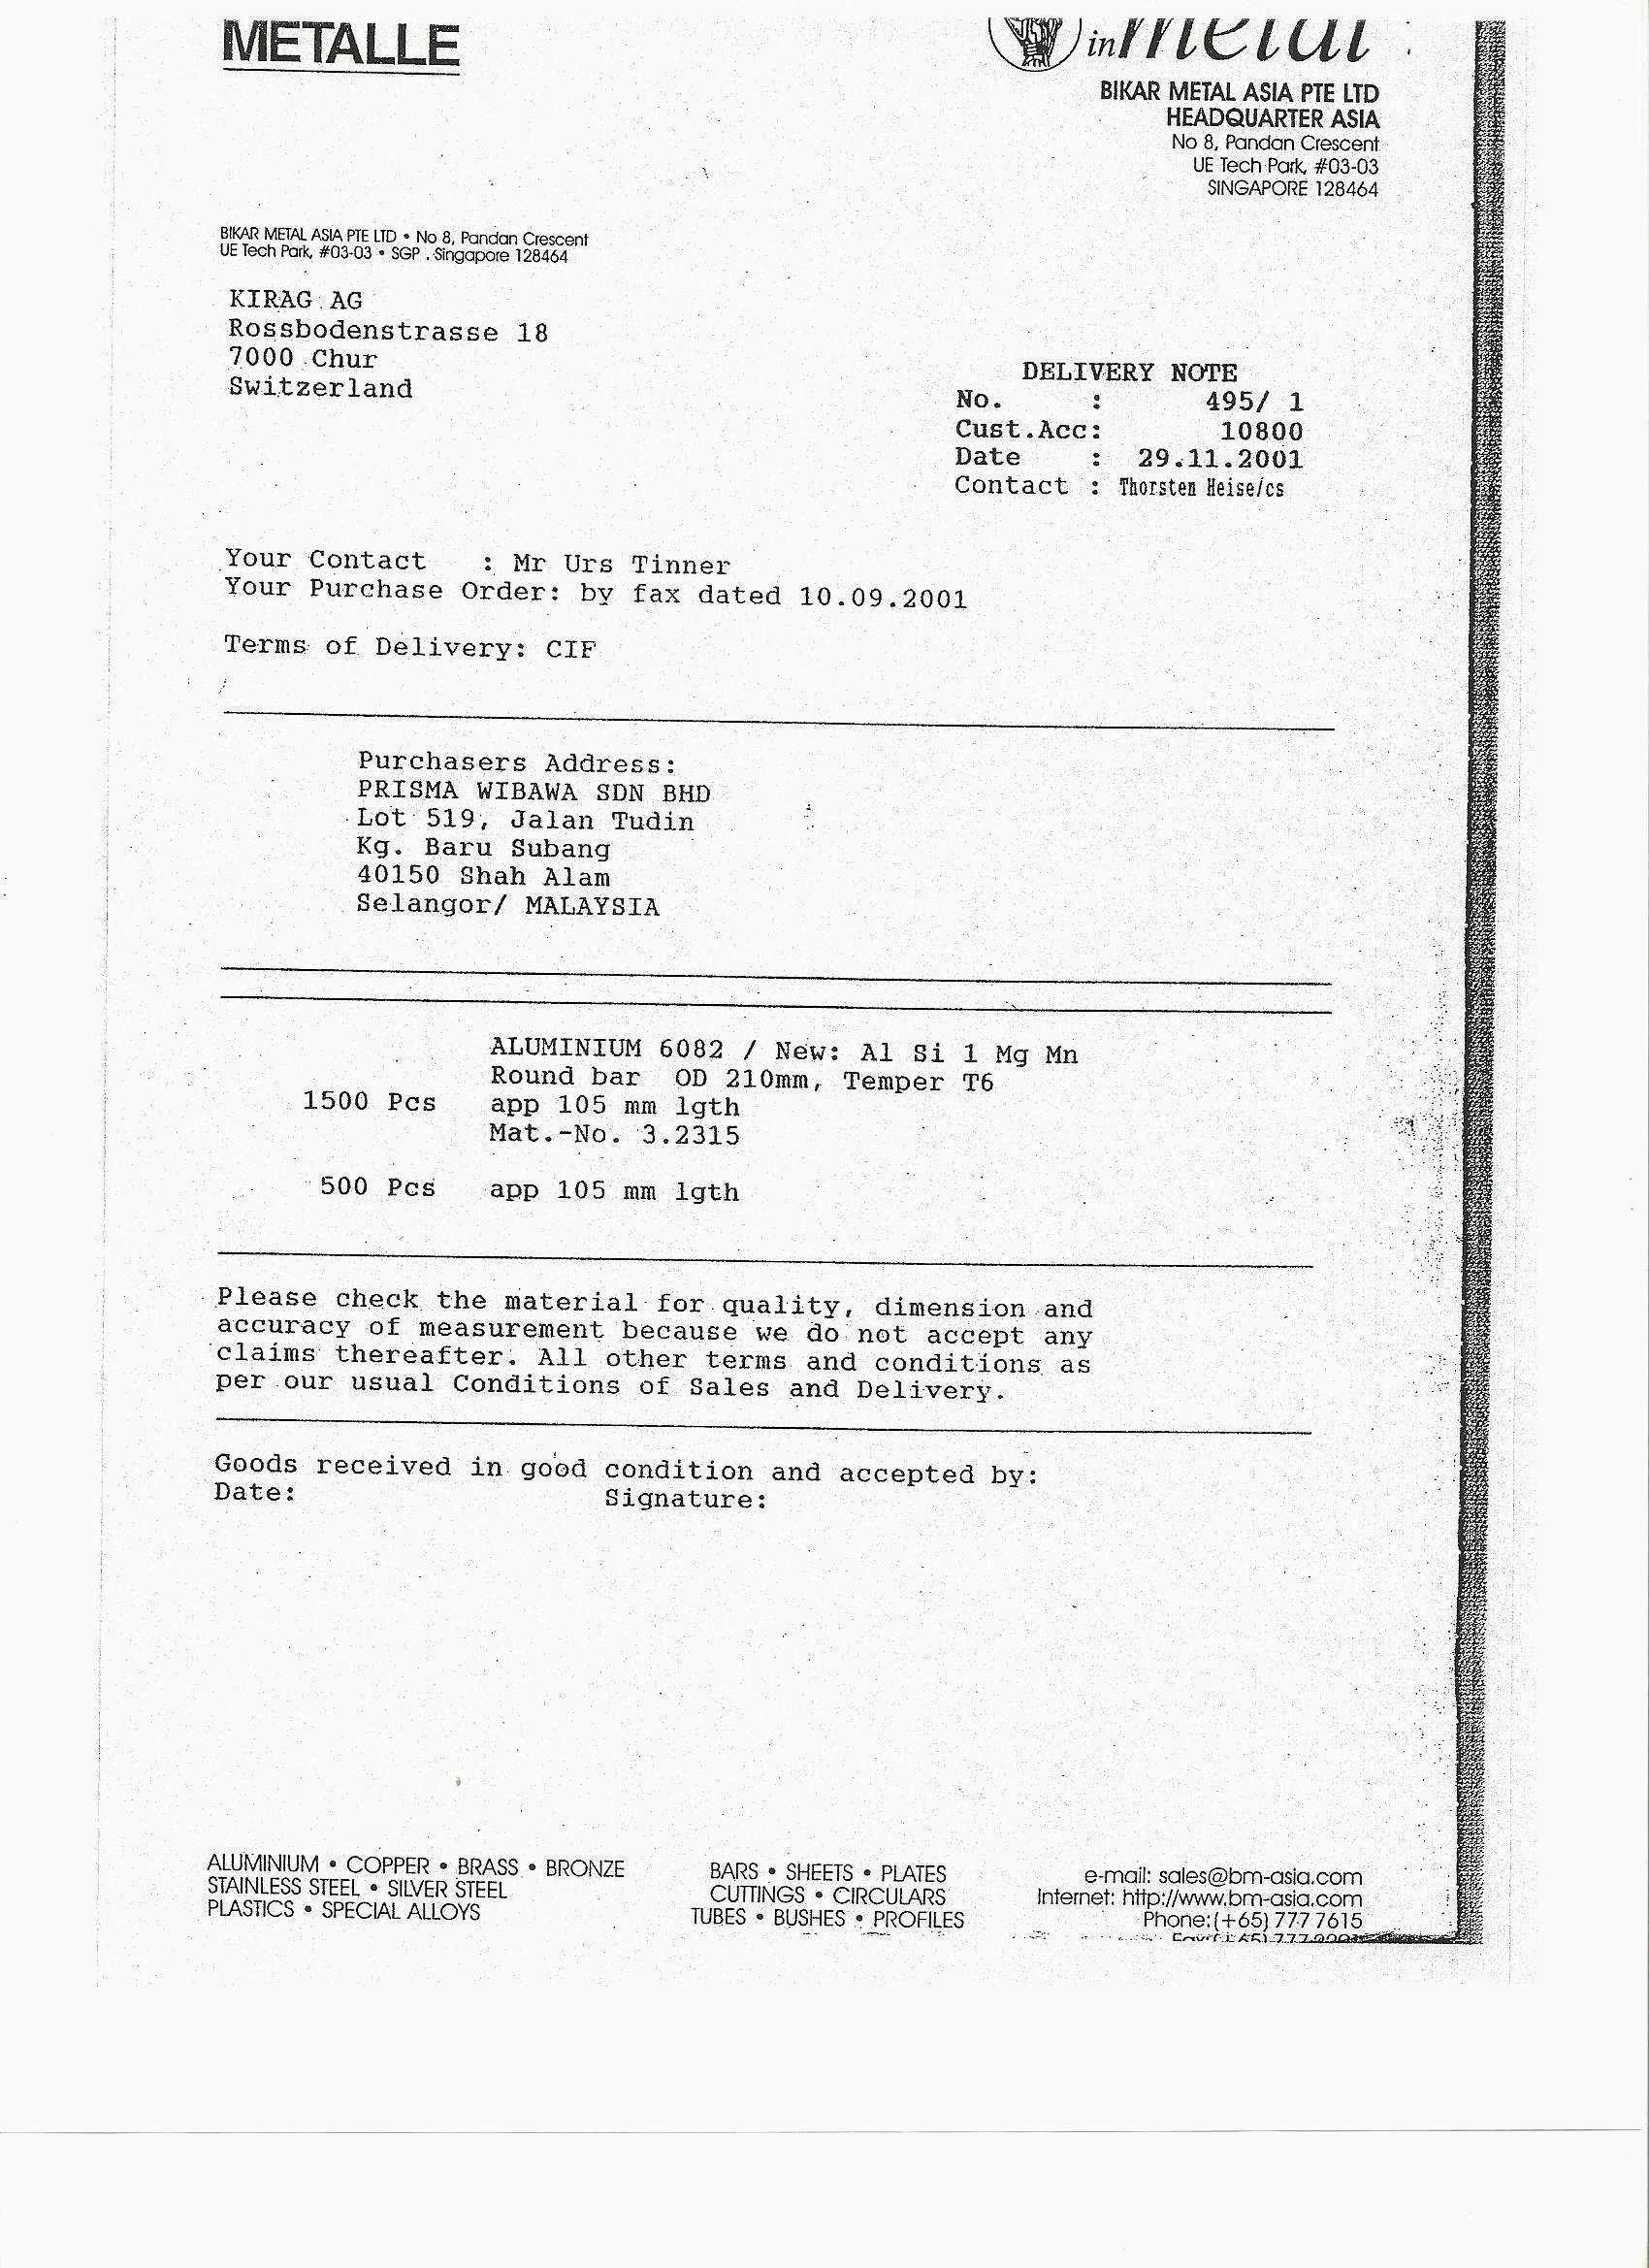 METALLE
in metal
BIKAR METAL ASIA PTE LTD
HEADQUARTER ASIA
No 8, Pandan Crescent
UE Tech Park, #03-03
SINGAPORE 128464
BIKAR METAL ASIA PTE LTD • No 8, Pandan Crescent
UE Tech Park, #03-03 • SGP . Singapore 128464
KIRAG AG
Rossbodenstrasse 18
7000 Chur
Switzerland
DELIVERY NOTE
No. : 495/ 1
Cust.Acc: 10800
Date : 29.11.2001
Contact : Thorsten Heise/cs
Your Contact : Mr Urs Tinner
Your Purchase Order: by fax dated 10.09.2001
Terms of Delivery: CIF
Purchasers Address:
PRISMA WIBAWA SDN BHD
Lot 519, Jalan Tudin
Kg. Baru Subang
40150 Shah Alam
Selangor/ MALAYSIA
ALUMINIUM 6082 / New: Al Si 1 Mg Mn
Round bar OD 210mm, Temper T6
1500 Pcs app 105 mm lgth
Mat.-No. 3.2315
500 Pcs app 105 mm lgth
Please check the material for quality, dimension and
accuracy of measurement because we do not accept any
claims thereafter. All other terms and conditions as
per our usual Conditions of Sales and Delivery.
Goods received in good condition and accepted by:
Date: Signature:
ALUMINIUM • COPPER • BRASS • BRONZE
STAINLESS STEEL • SILVER STEEL
PLASTICS • SPECIAL ALLOYS
BARS • SHEETS • PLATES
CUTTINGS • CIRCULARS
TUBES • BUSHES • PROFILES
e-mail: sales@bm-asia.com
Internet: http://www.bm-asia.com
Phone:(+65) 777 7615